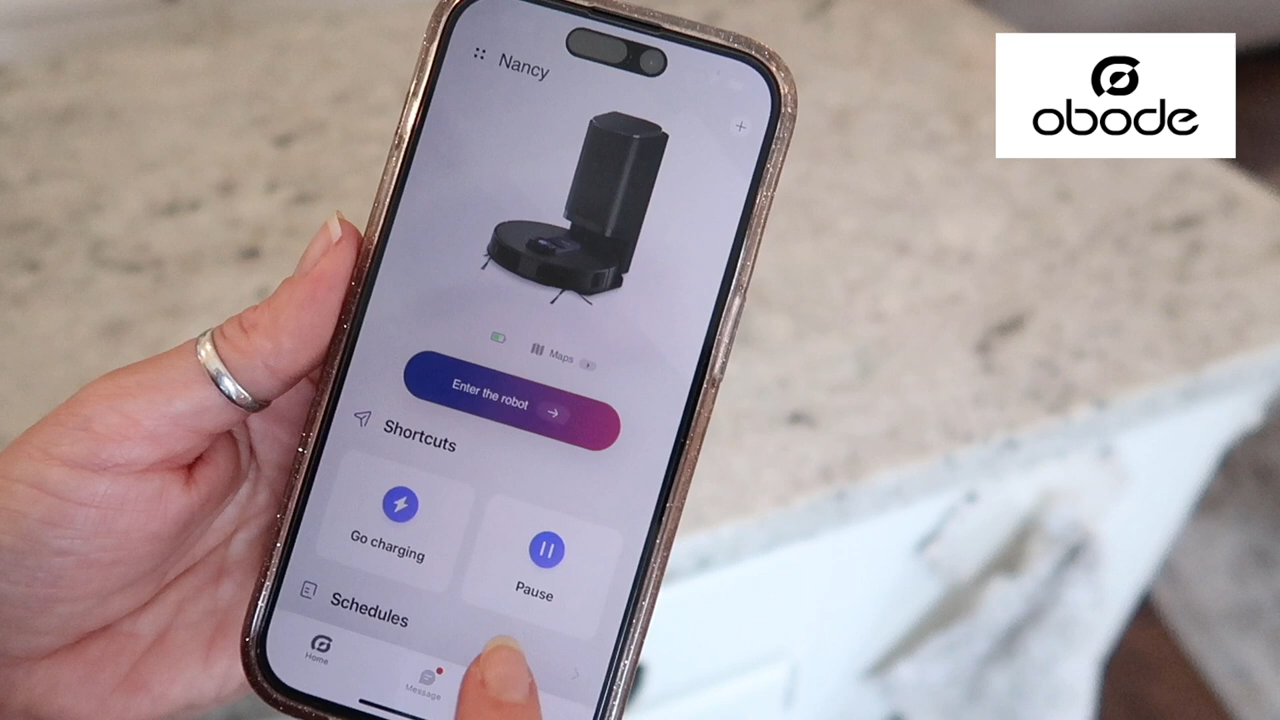 Nancy
obode
Maps
Enter the robot
Shortcuts
Go charging
Pause
Schedules
Home
Message